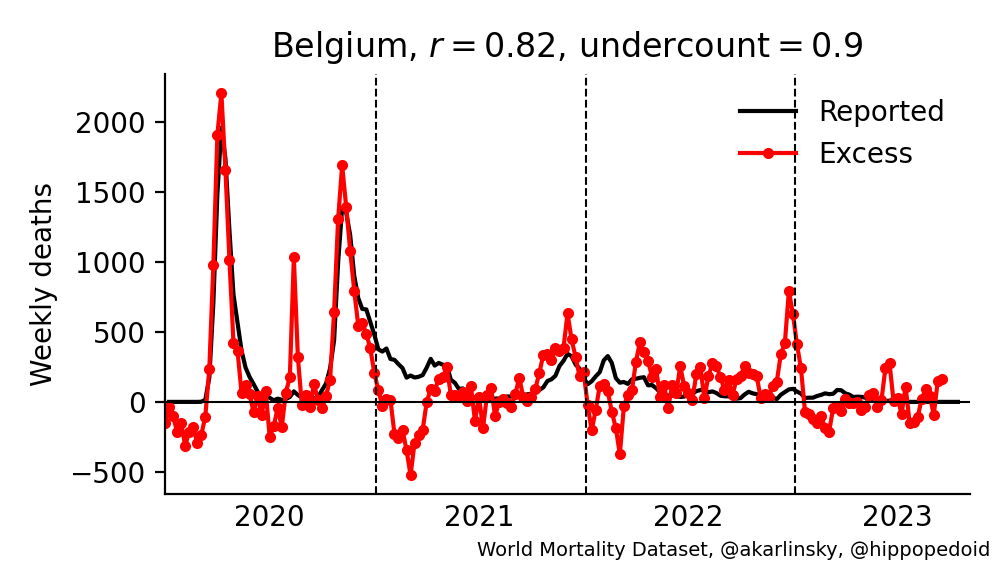 Belgium, r = 0.82, undercount = 0.9
Reported
Excess
Weekly deaths
2000
1500
1000
500
0
−500
2020 2021 2022 2023
World Mortality Dataset, @akarlinsky, @hippopedoid